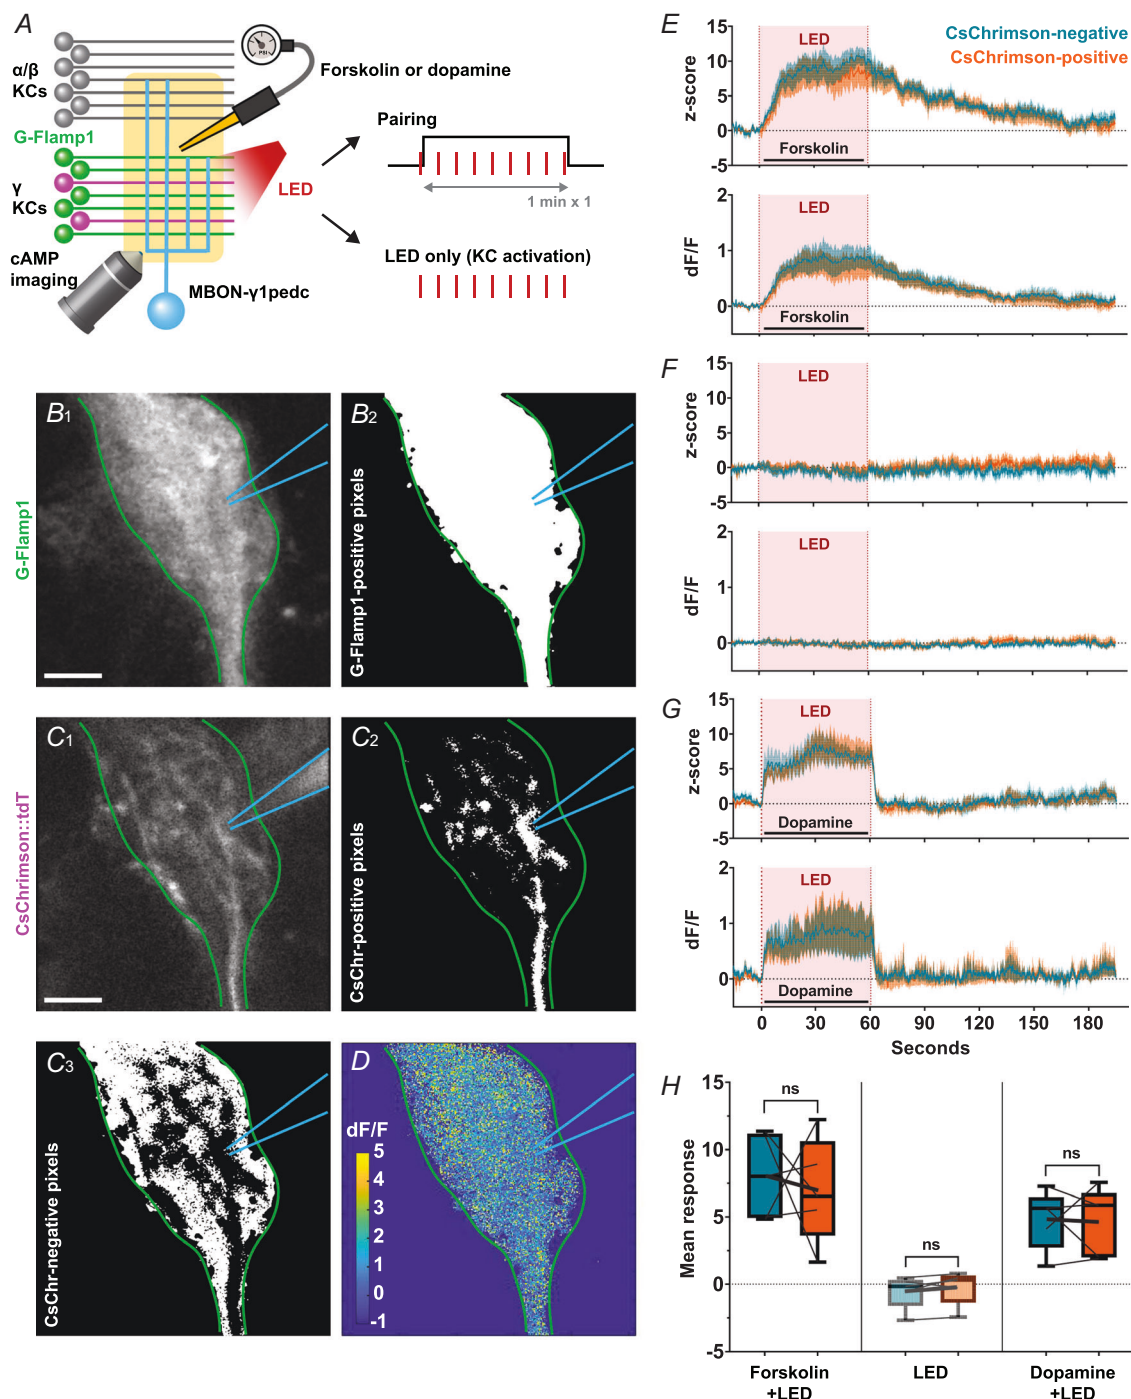 A
α/β
KCs
G-Flamp1
γ
KCs
cAMP
imaging
PSI
Forskolin or dopamine
LED
MBON-γ1pedc
Pairing
1 min x 1
LED only (KC activation)
B1
G-Flamp1
B2
G-Flamp1-positive pixels
C1
CsChrimson::tdT
C2
CsChr-positive pixels
C3
CsChr-negative pixels
D
dF/F
5
4
3
2
1
0
-1
E
CsChrimson-negative
CsChrimson-positive
z-score
15
10
5
0
-5
LED
Forskolin
dF/F
2
1
0
LED
Forskolin
F
z-score
15
10
5
0
-5
LED
dF/F
2
1
0
LED
G
z-score
15
10
5
0
-5
LED
Dopamine
dF/F
2
1
0
LED
Dopamine
0 30 60 90 120 150 180
Seconds
H
Mean response
15
10
5
0
-5
ns
ns
ns
Forskolin
+LED
LED
Dopamine
+LED